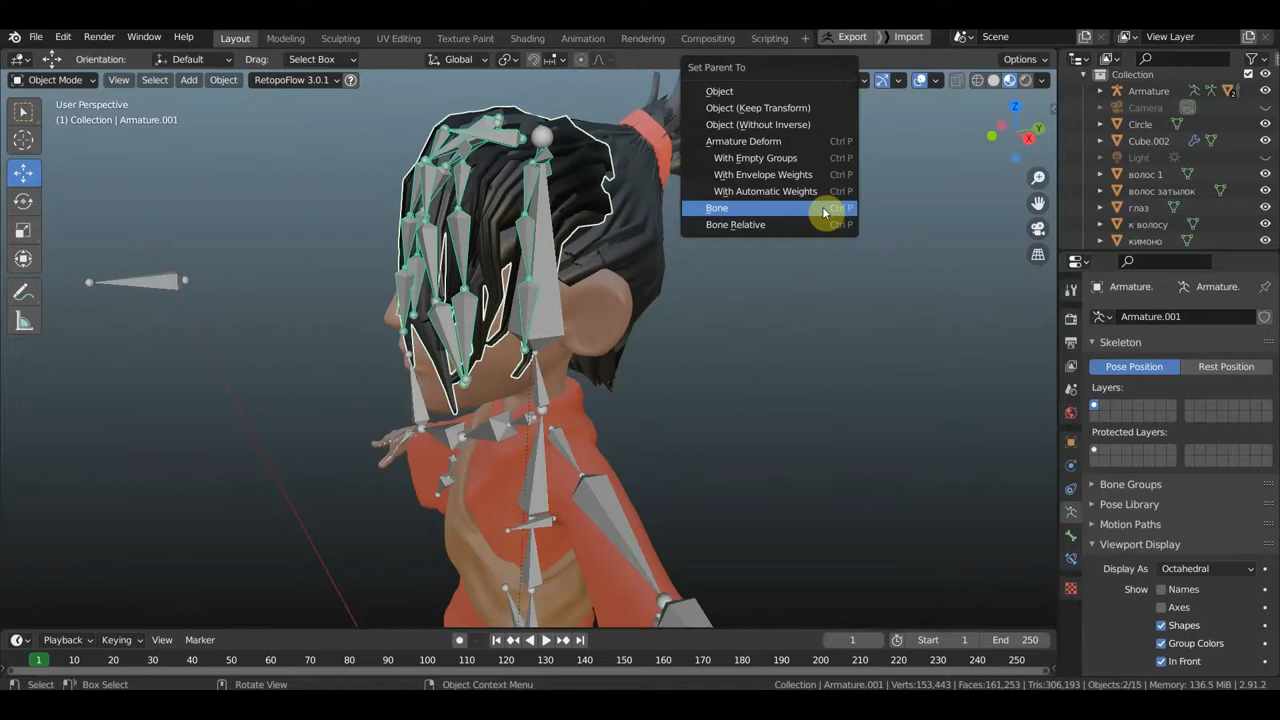 File Edit Render Window Help Layout Modeling Sculpting UV Editing Texture Paint Shading Animation Rendering Compositing Scripting + Export Import Scene View Layer
Orientation: Default Drag: Select Box Global Options
Object Mode View Select Add Object RetopoFlow 3.0.1 ?
User Perspective
(1) Collection | Armature.001
Set Parent To
Object
Object (Keep Transform)
Object (Without Inverse)
Armature Deform Ctrl P
With Empty Groups Ctrl P
With Envelope Weights Ctrl P
With Automatic Weights Ctrl P
Bone Ctrl P
Bone Relative Ctrl P
Z
Y
X
Collection
Armature 2
Camera
Circle
Cube.002
Light
волос 1
волос затылок
глаз
к волосу
кимоно
Armature. Armature.
Armature.001
Skeleton
Pose Position Rest Position
Layers:
Protected Layers:
Bone Groups
Pose Library
Motion Paths
Viewport Display
Display As Octahedral
Show Names
Axes
Shapes
Group Colors
In Front
Playback Keying View Marker 1 Start 1 End 250
1 10 20 30 40 50 60 70 80 90 100 110 120 130 140 150 160 170 180 190 200 210 220 230 240 250
Select Box Select Rotate View Object Context Menu Collection | Armature.001 | Verts:153,443 | Faces:161,253 | Tris:306,193 | Objects:2/15 | Memory: 136.5 MiB | 2.91.2